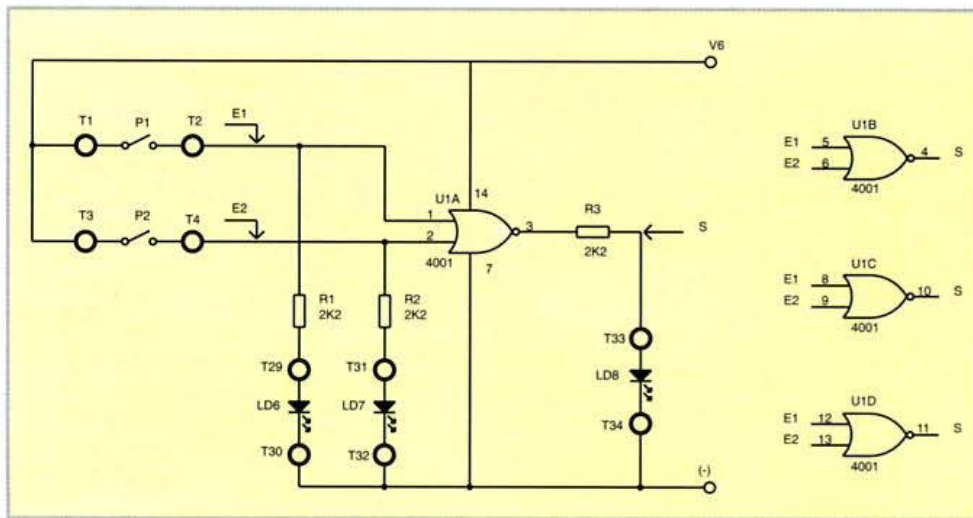 V6
T1 P1 T2 E1
T3 P2 T4 E2
U1A
14
1
2
3
4001
7
R3
2K2
S
R1
2K2
R2
2K2
T29
T31
LD6
LD7
T30
T32
T33
LD8
T34
(-)
U1B
E1 5
E2 6
4 S
4001
U1C
E1 8
E2 9
10 S
4001
U1D
E1 12
E2 13
11 S
4001